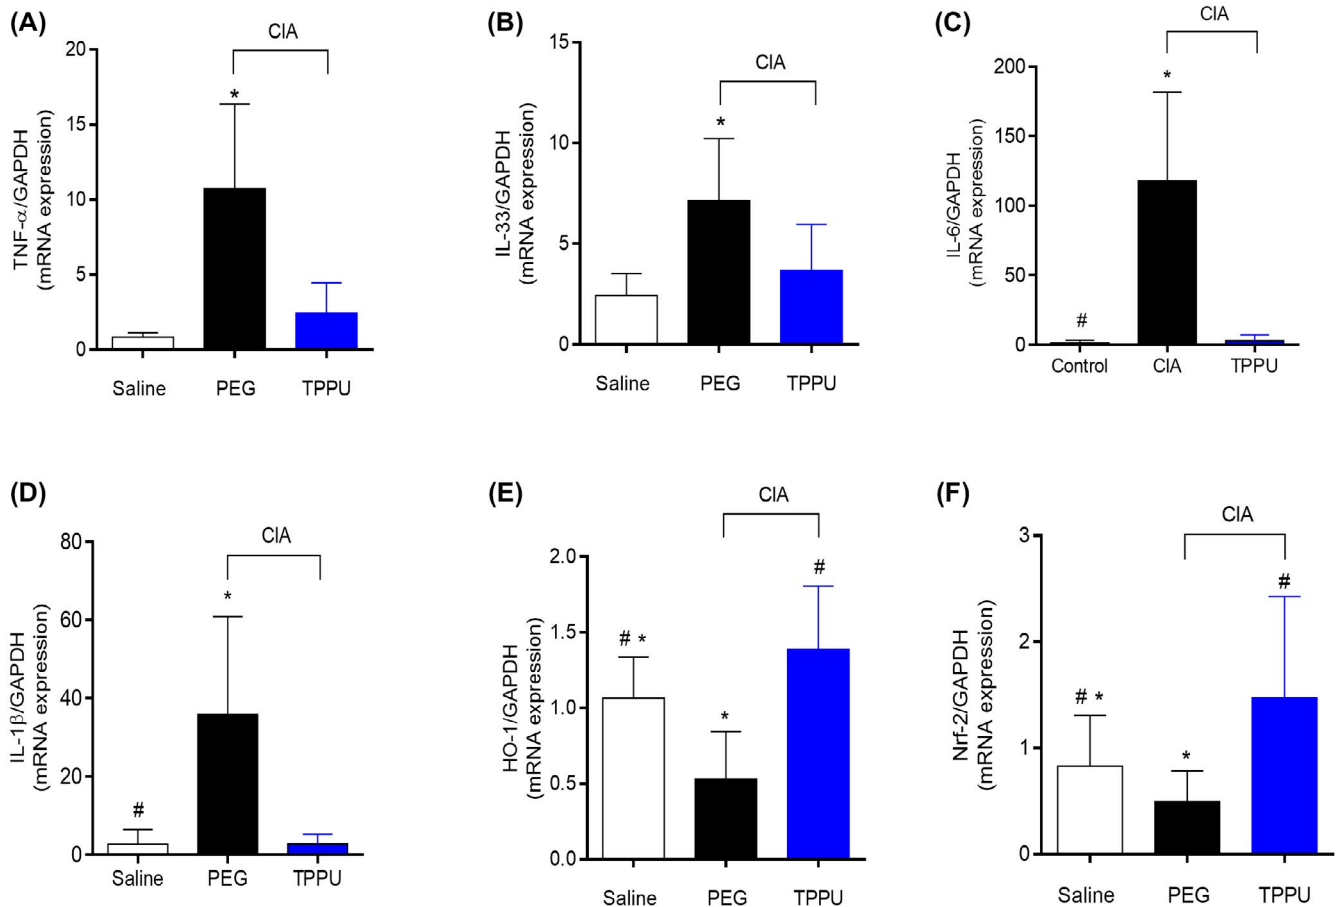 (A)
CIA
TNF-α/GAPDH
(mRNA expression)
20
15
10
5
0
*
Saline PEG TPPU
(B)
CIA
IL-33/GAPDH
(mRNA expression)
15
10
5
0
*
Saline PEG TPPU
(C)
CIA
IL-6/GAPDH
(mRNA expression)
200
150
100
50
0
*
#
Control CIA TPPU
(D)
CIA
IL-1β/GAPDH
(mRNA expression)
80
60
40
20
0
*
#
Saline PEG TPPU
(E)
CIA
HO-1/GAPDH
(mRNA expression)
2.0
1.5
1.0
0.5
0.0
# *
*
#
Saline PEG TPPU
(F)
CIA
Nrf-2/GAPDH
(mRNA expression)
3
2
1
0
# *
*
#
Saline PEG TPPU